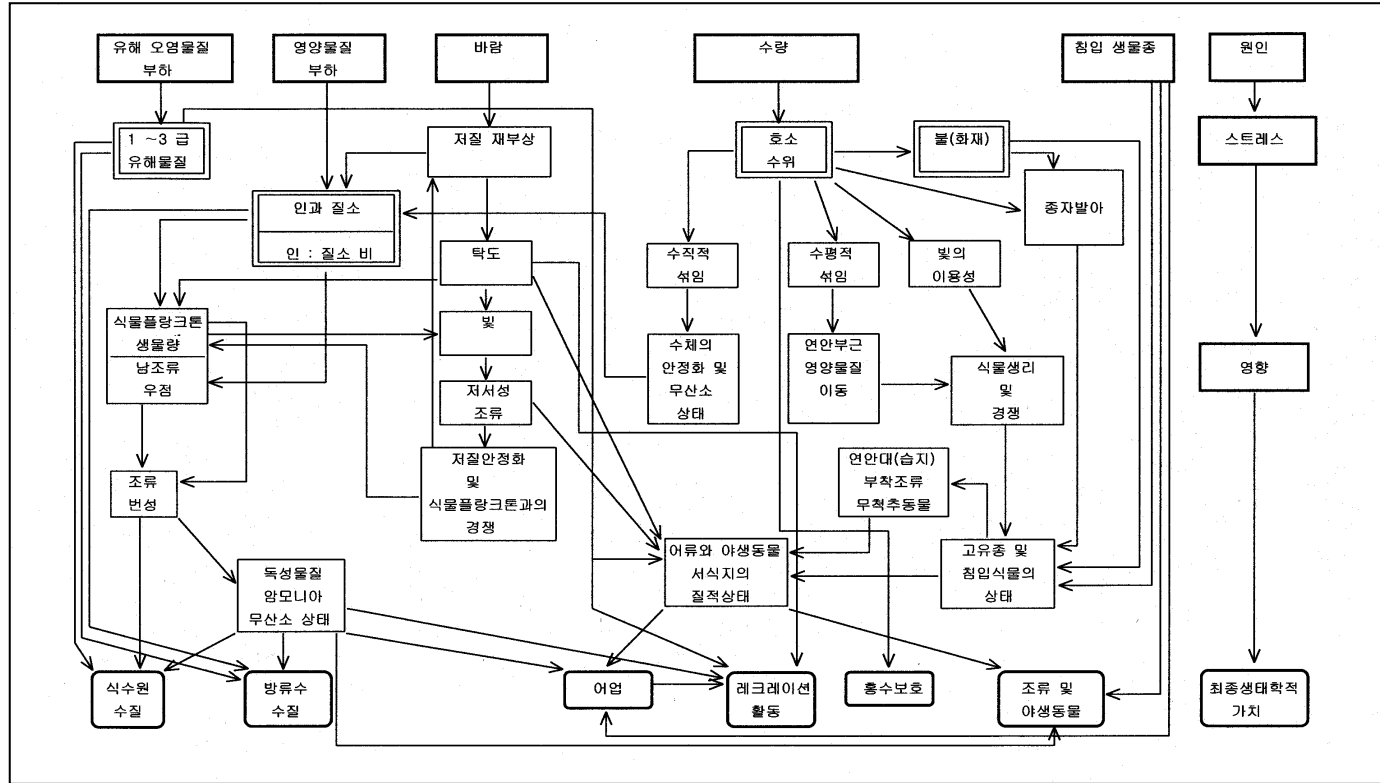 유해 오염물질
부하
영양물질
부하
바람
수량
침입 생물종
원인
1 ~3 급
유해물질
저질 재부상
호소
수위
불(화재)
스트레스
인과 질소
인 : 질소 비
종자발아
탁도
수직적
섞임
수평적
섞임
빛의
이용성
식물플랑크톤
생물량
남조류
우점
빛
수체의
안정화 및
무산소
상태
연안부근
영양물질
이동
식물생리
및
경쟁
영향
저서성
조류
저질안정화
및
식물플랑크톤과의
경쟁
연안대(습지)
부착조류
무척추동물
조류
번성
어류와 야생동물
서식지의
질적상태
고유종 및
침입식물의
상태
독성물질
암모니아
무산소 상태
식수원
수질
방류수
수질
어업
레크레이션
활동
홍수보호
조류 및
야생동물
최종생태학적
가치